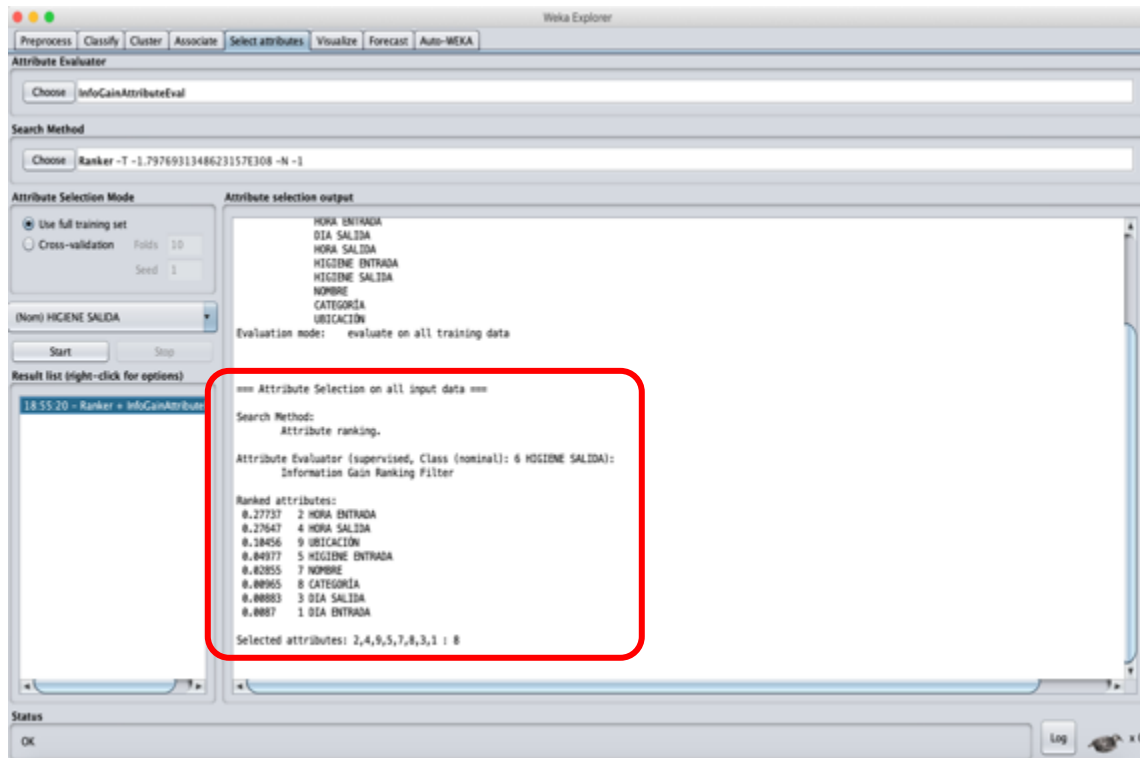 Weka Explorer
Preprocess Classify Cluster Associate Select attributes Visualize Forecast Auto-WEKA
Attribute Evaluator
Choose InfoGainAttributeEval
Search Method
Choose Ranker -T -1.7976931348623157E308 -N -1
Attribute Selection Mode
Use full training set
Cross-validation Folds 10
Seed 1
(Nom) HIGIENE SALIDA
Start Stop
Result list (right-click for options)
18:55:20 - Ranker + InfoGainAttribute
Attribute selection output
HORA ENTRADA
DIA SALIDA
HORA SALIDA
HIGIENE ENTRADA
HIGIENE SALIDA
NOMBRE
CATEGORÍA
UBICACIÓN
Evaluation mode: evaluate on all training data
=== Attribute Selection on all input data ===
Search Method:
Attribute ranking.
Attribute Evaluator (supervised, Class (nominal): 6 HIGIENE SALIDA):
Information Gain Ranking Filter
Ranked attributes:
0.27737 2 HORA ENTRADA
0.27647 4 HORA SALIDA
0.10456 9 UBICACIÓN
0.04977 5 HIGIENE ENTRADA
0.02855 7 NOMBRE
0.00965 8 CATEGORÍA
0.00883 3 DIA SALIDA
0.0087 1 DIA ENTRADA
Selected attributes: 2,4,9,5,7,8,3,1 : 8
Status
OK
Log